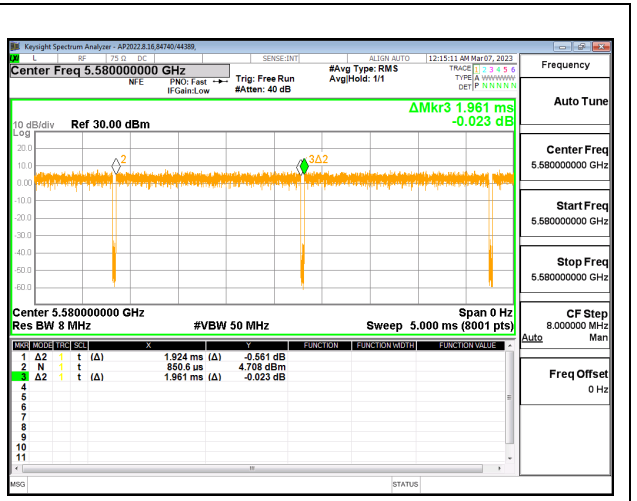 Keysight Spectrum Analyzer - AP2022.8.16,84740/44389,
L RF 75 Ω DC SENSE:INT ALIGN AUTO 12:15:11 AM Mar 07, 2023
Center Freq 5.580000000 GHz
NFE PNO: Fast IFGain:Low
Trig: Free Run #Atten: 40 dB
#Avg Type: RMS Avg|Hold: 1/1
TRACE 1 2 3 4 5 6
TYPE A WWWWW
DET P N N N N N
ΔMkr3 1.961 ms
-0.023 dB
10 dB/div Ref 30.00 dBm
Log
20.0
10.0
0.00
-10.0
-20.0
-30.0
-40.0
-50.0
-60.0
2
3Δ2
Center 5.580000000 GHz Span 0 Hz
Res BW 8 MHz #VBW 50 MHz Sweep 5.000 ms (8001 pts)
MKR MODE TRC SCL X Y FUNCTION FUNCTION WIDTH FUNCTION VALUE
1 Δ2 1 t (Δ) 1.924 ms (Δ) -0.561 dB
2 N 1 t 850.6 µs 4.708 dBm
3 Δ2 1 t (Δ) 1.961 ms (Δ) -0.023 dB
4
5
6
7
8
9
10
11
MSG STATUS
Frequency
Auto Tune
Center Freq
5.580000000 GHz
Start Freq
5.580000000 GHz
Stop Freq
5.580000000 GHz
CF Step
8.000000 MHz
Auto Man
Freq Offset
0 Hz